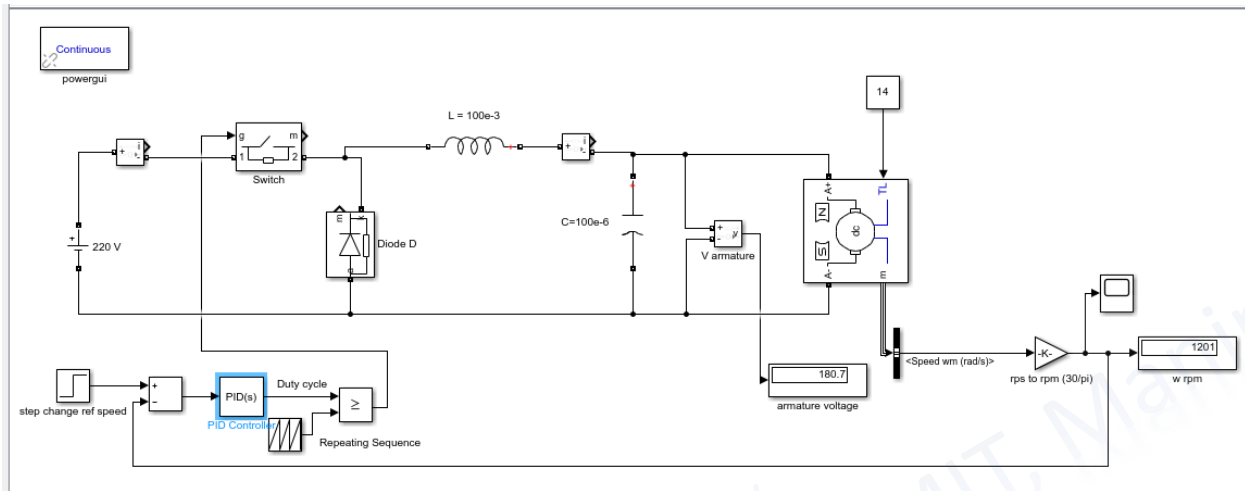 Continuous
powergui
g
m
1
2
Switch
i
+
-
220 V
+
m
k
a
Diode D
L = 100e-3
+
i
+
-
C=100e-6
+
+
-
v
V armature
14
A+
TL
N
S
dc
A-
m
<Speed wm (rad/s)>
-K-
rps to rpm (30/pi)
1201
w rpm
180.7
armature voltage
step change ref speed
+
−
PID(s)
PID Controller
Duty cycle
≥
Repeating Sequence